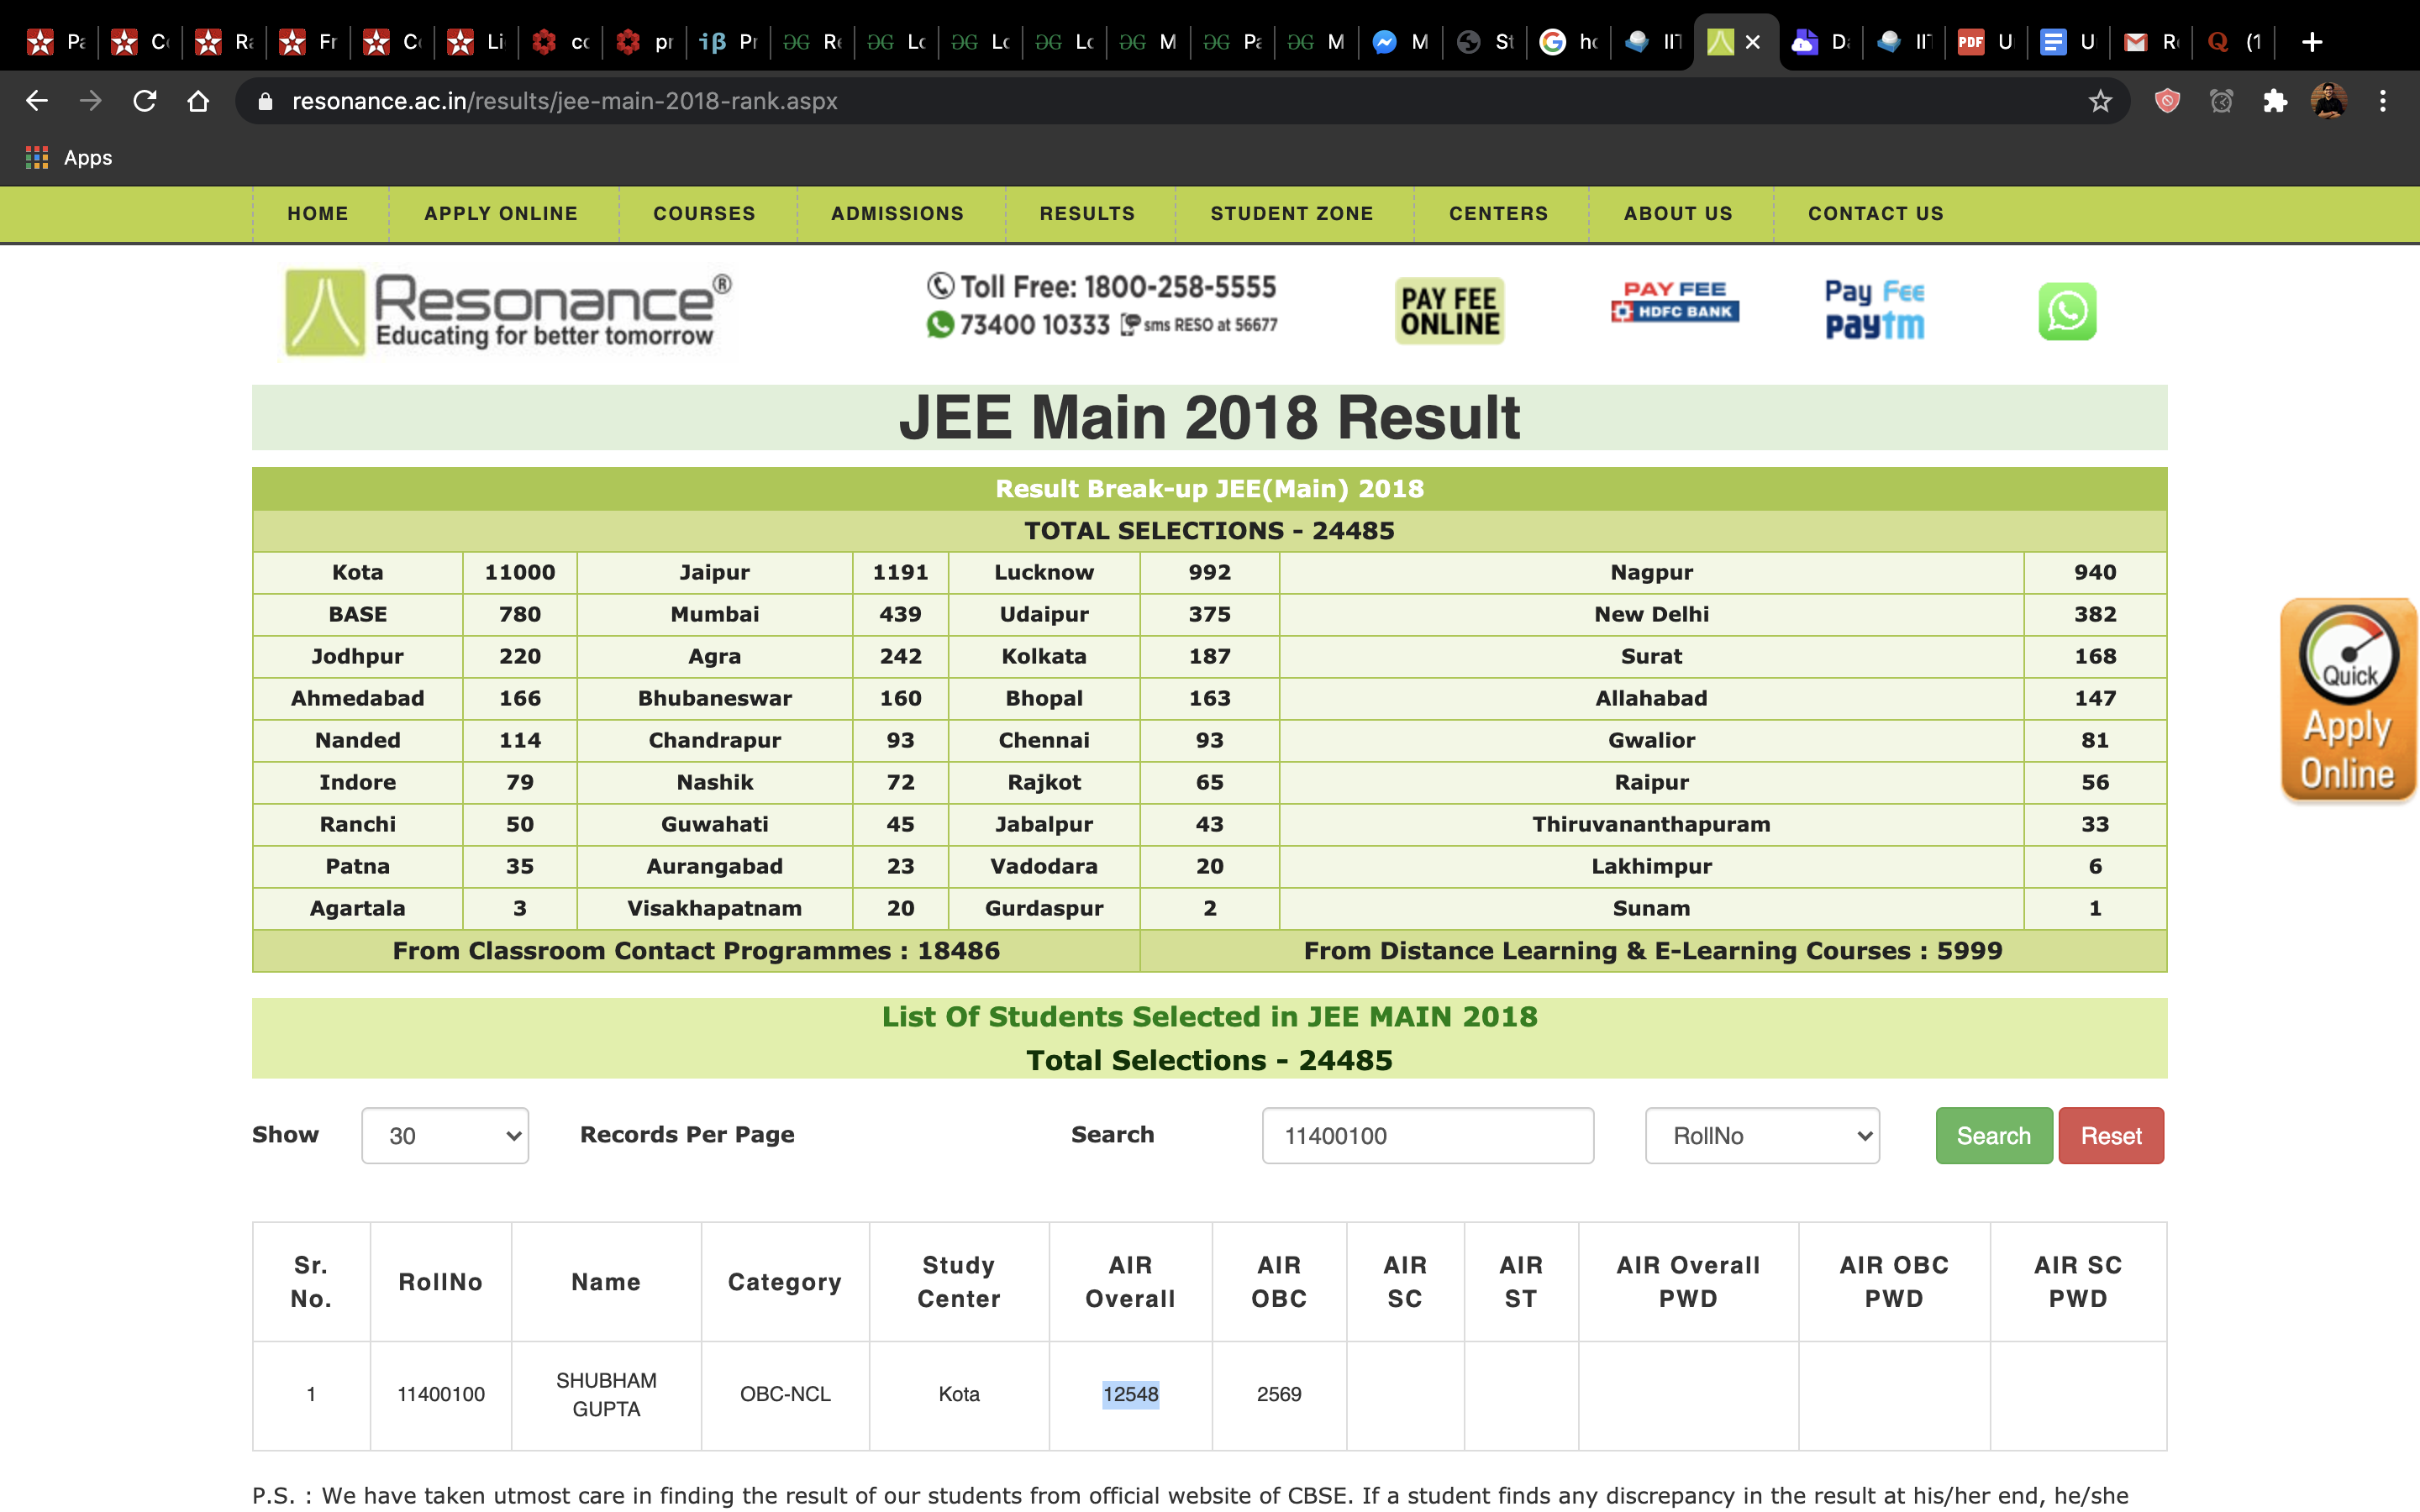 Pa C Ra Fr C Li co pr iβ Pr Re Lo Lo Lo M Pa M M St ho IIT D IIT PDF U U Re (1
resonance.ac.in/results/jee-main-2018-rank.aspx
Apps
HOME APPLY ONLINE COURSES ADMISSIONS RESULTS STUDENT ZONE CENTERS ABOUT US CONTACT US
Resonance®
Educating for better tomorrow
Toll Free: 1800-258-5555
73400 10333 sms RESO at 56677
PAY FEE
ONLINE
PAY FEE
HDFC BANK
Pay Fee
paytm
JEE Main 2018 Result
Result Break-up JEE(Main) 2018
TOTAL SELECTIONS - 24485
Kota 11000 Jaipur 1191 Lucknow 992 Nagpur 940
BASE 780 Mumbai 439 Udaipur 375 New Delhi 382
Jodhpur 220 Agra 242 Kolkata 187 Surat 168
Ahmedabad 166 Bhubaneswar 160 Bhopal 163 Allahabad 147
Nanded 114 Chandrapur 93 Chennai 93 Gwalior 81
Indore 79 Nashik 72 Rajkot 65 Raipur 56
Ranchi 50 Guwahati 45 Jabalpur 43 Thiruvananthapuram 33
Patna 35 Aurangabad 23 Vadodara 20 Lakhimpur 6
Agartala 3 Visakhapatnam 20 Gurdaspur 2 Sunam 1
From Classroom Contact Programmes : 18486 From Distance Learning & E-Learning Courses : 5999
Quick
Apply
Online
List Of Students Selected in JEE MAIN 2018
Total Selections - 24485
Show 30 Records Per Page Search 11400100 RollNo Search Reset
Sr. No. RollNo Name Category Study Center AIR Overall AIR OBC AIR SC AIR ST AIR Overall PWD AIR OBC PWD AIR SC PWD
1 11400100 SHUBHAM GUPTA OBC-NCL Kota 12548 2569
P.S. : We have taken utmost care in finding the result of our students from official website of CBSE. If a student finds any discrepancy in the result at his/her end, he/she